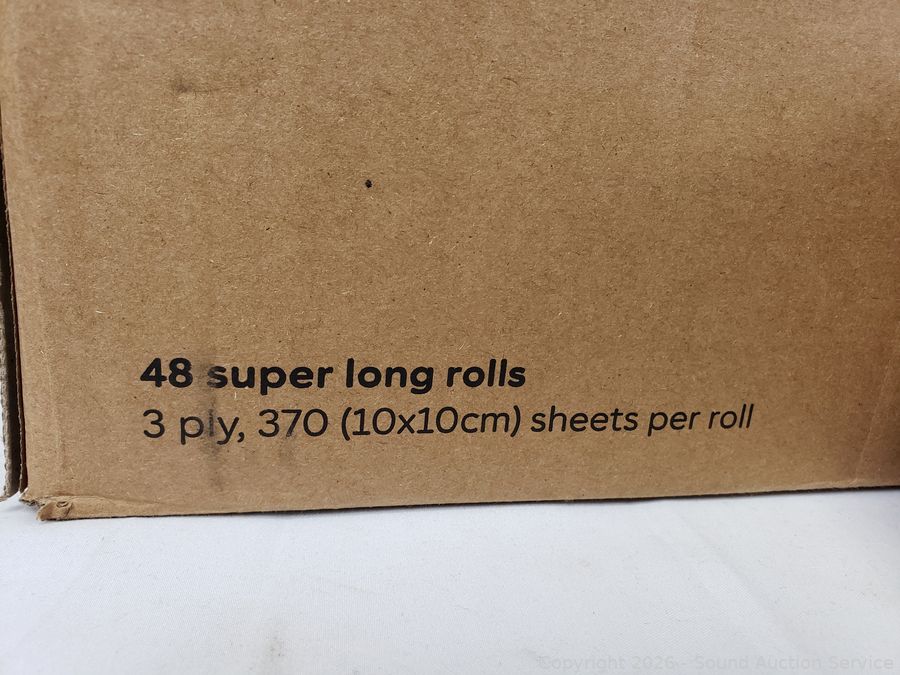 48 super long rolls
3 ply, 370 (10x10cm) sheets per roll
Copyright 2026 - Sound Auction Service